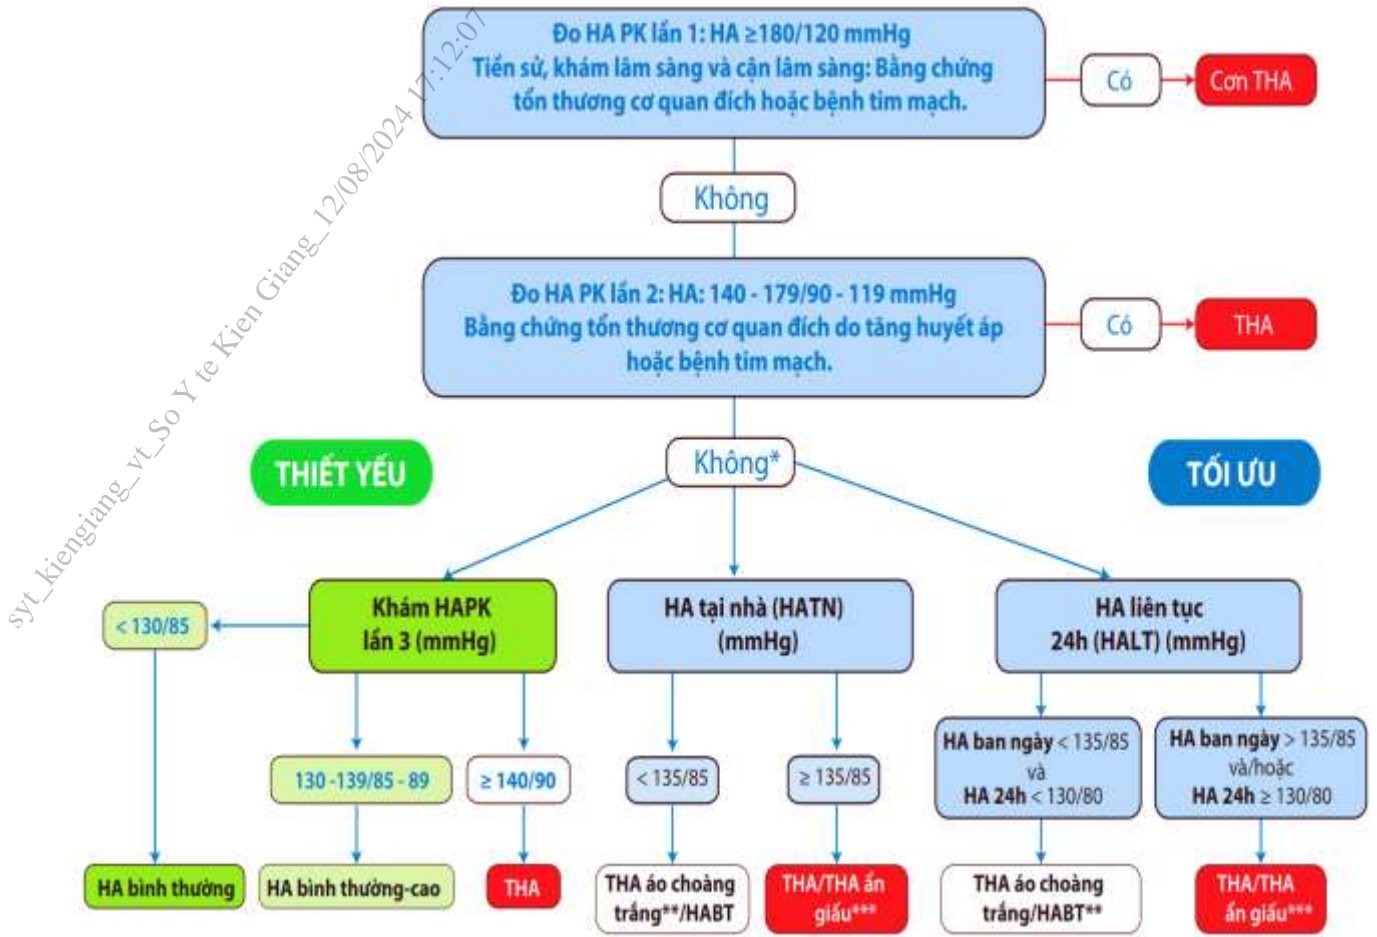 Đo HA PK lần 1: HA ≥180/120 mmHg
Tiền sử, khám lâm sàng và cận lâm sàng: Bằng chứng
tổn thương cơ quan đích hoặc bệnh tim mạch.
Có
Cơn THA
Không
Đo HA PK lần 2: HA: 140 - 179/90 - 119 mmHg
Bằng chứng tổn thương cơ quan đích do tăng huyết áp
hoặc bệnh tim mạch.
Có
THA
syt_kiengiang_vt_So Y te Kien Giang_12/08/2024 17:12:07
THIẾT YẾU
Không*
TỐI ƯU
< 130/85
Khám HAPK
lần 3 (mmHg)
HA tại nhà (HATN)
(mmHg)
HA liên tục
24h (HALT) (mmHg)
130 -139/85 - 89
≥ 140/90
< 135/85
≥ 135/85
HA ban ngày < 135/85
và
HA 24h < 130/80
HA ban ngày > 135/85
và/hoặc
HA 24h ≥ 130/80
HA bình thường
HA bình thường-cao
THA
THA áo choàng
trắng**/HABT
THA/THA ẩn
giấu***
THA áo choàng
trắng/HABT**
THA/THA
ẩn giấu***